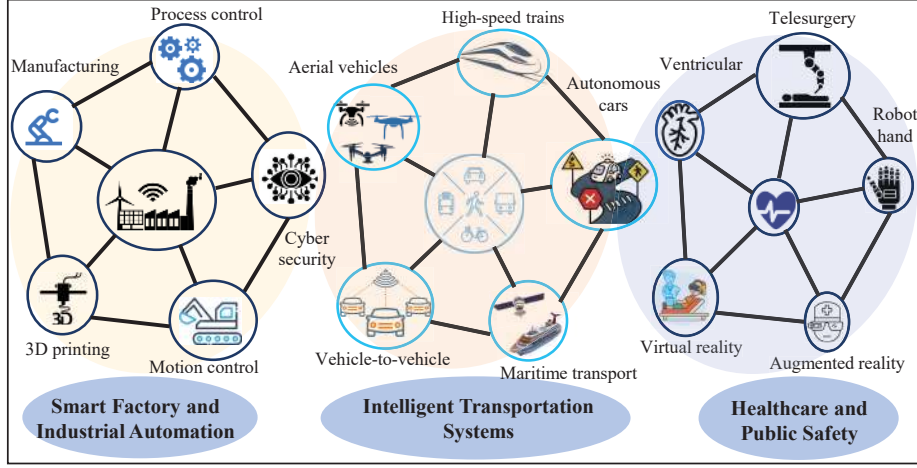 Process control
Manufacturing
Cyber
security
3D
3D printing
Motion control
Smart Factory and
Industrial Automation
High-speed trains
Aerial vehicles
Autonomous
cars
Vehicle-to-vehicle
Maritime transport
Intelligent Transportation
Systems
Telesurgery
Ventricular
Robot
hand
Virtual reality
Augmented reality
Healthcare and
Public Safety